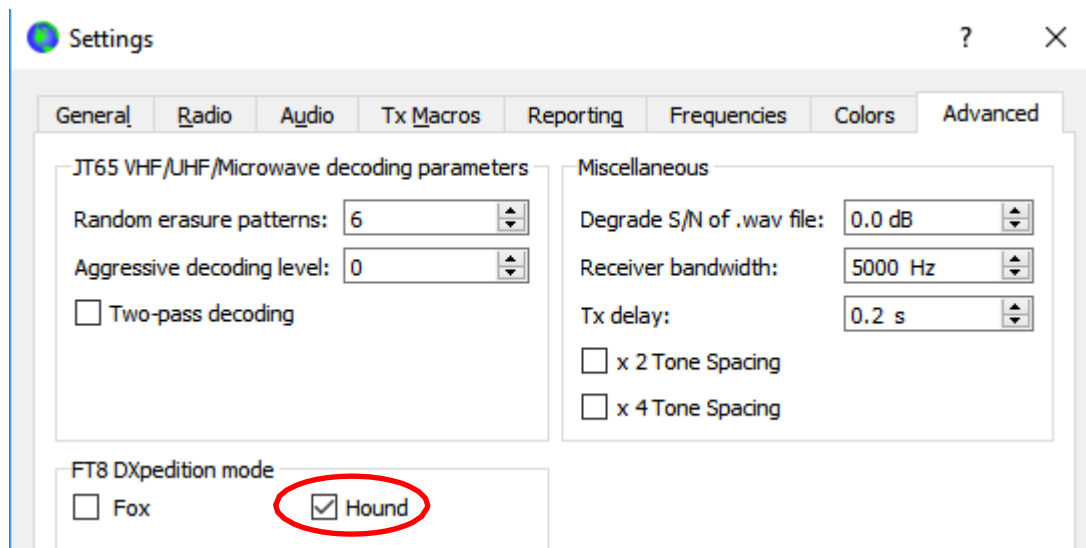 Settings
?
General Radio Audio Tx Macros Reporting Frequencies Colors Advanced
JT65 VHF/UHF/Microwave decoding parameters
Random erasure patterns: 6
Aggressive decoding level: 0
Two-pass decoding
Miscellaneous
Degrade S/N of .wav file: 0.0 dB
Receiver bandwidth: 5000 Hz
Tx delay: 0.2 s
x 2 Tone Spacing
x 4 Tone Spacing
FT8 DXpedition mode
Fox Hound